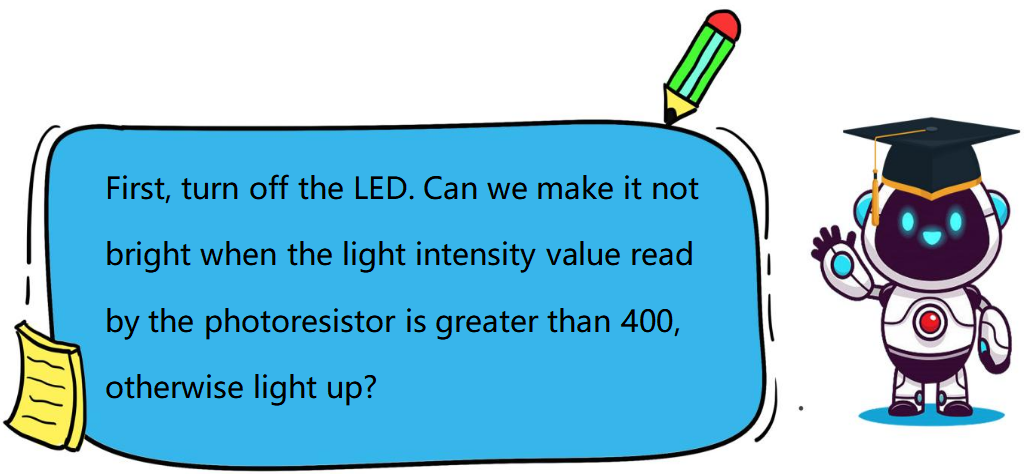 First, turn off the LED. Can we make it not
bright when the light intensity value read
by the photoresistor is greater than 400,
otherwise light up?